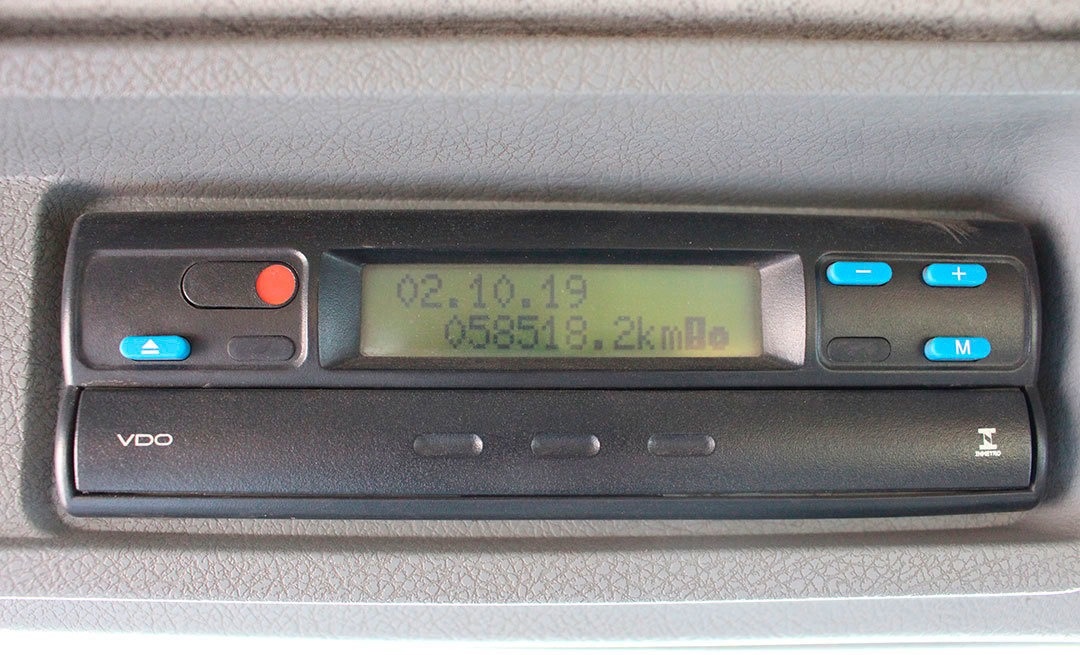 02.10.19
058518.2km
− +
M
VDO
INMETRO